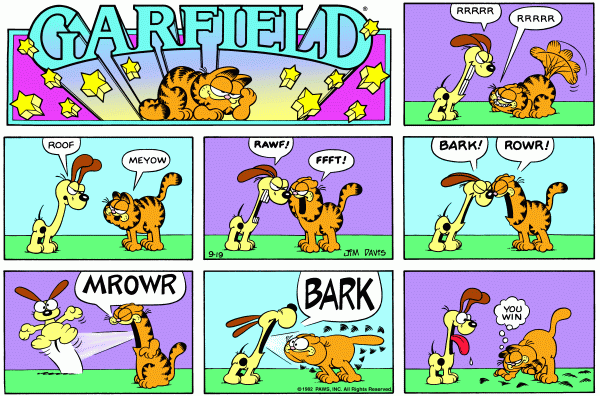 GARFIELD®
RRRRR
RRRRR
ROOF
MEYOW
RAWF!
FFFT!
9-19
JIM DAVIS
BARK!
ROWR!
MROWR
BARK
©1982 PAWS, INC. All Rights Reserved.
YOU
WIN